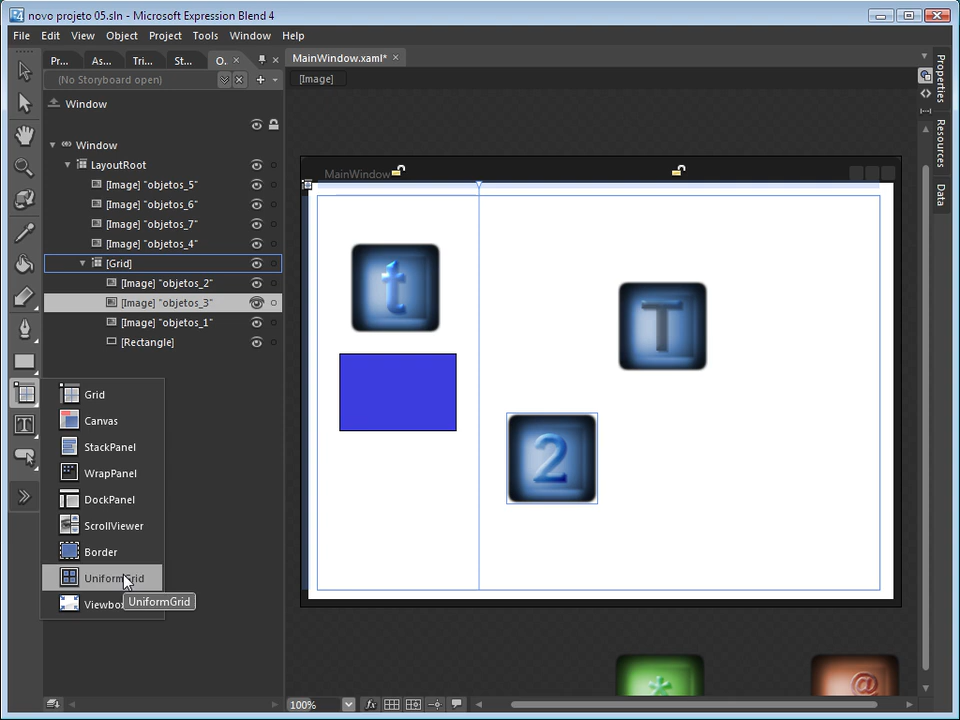 novo projeto 05.sln - Microsoft Expression Blend 4
File Edit View Object Project Tools Window Help
Pr... As... Tri... St... O. ×
MainWindow.xaml* ×
(No Storyboard open)
[Image]
Window
Window
LayoutRoot
[Image] "objetos_5"
[Image] "objetos_6"
[Image] "objetos_7"
[Image] "objetos_4"
[Grid]
[Image] "objetos_2"
[Image] "objetos_3"
[Image] "objetos_1"
[Rectangle]
Grid
Canvas
StackPanel
WrapPanel
DockPanel
ScrollViewer
Border
UniformGrid
Viewbox
UniformGrid
MainWindow
t
T
2
*
@
Properties
Resources
Data
100%
fx